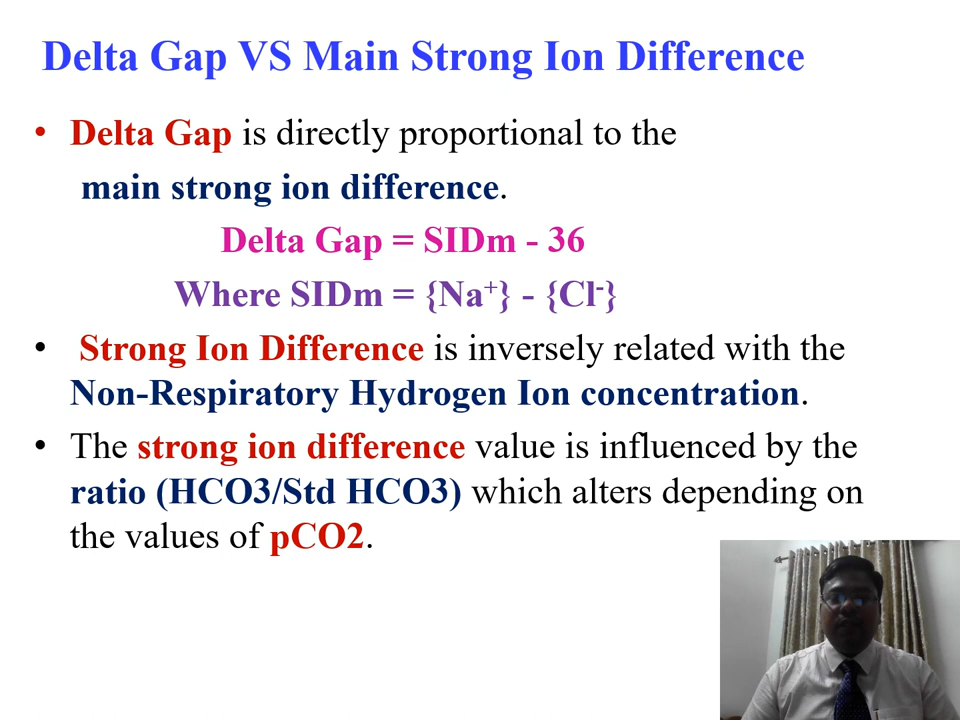 Delta Gap VS Main Strong Ion Difference
• Delta Gap is directly proportional to the
main strong ion difference.
Delta Gap = SIDm - 36
Where SIDm = {Na⁺} - {Cl⁻}
• Strong Ion Difference is inversely related with the
Non-Respiratory Hydrogen Ion concentration.
• The strong ion difference value is influenced by the
ratio (HCO3/Std HCO3) which alters depending on
the values of pCO2.